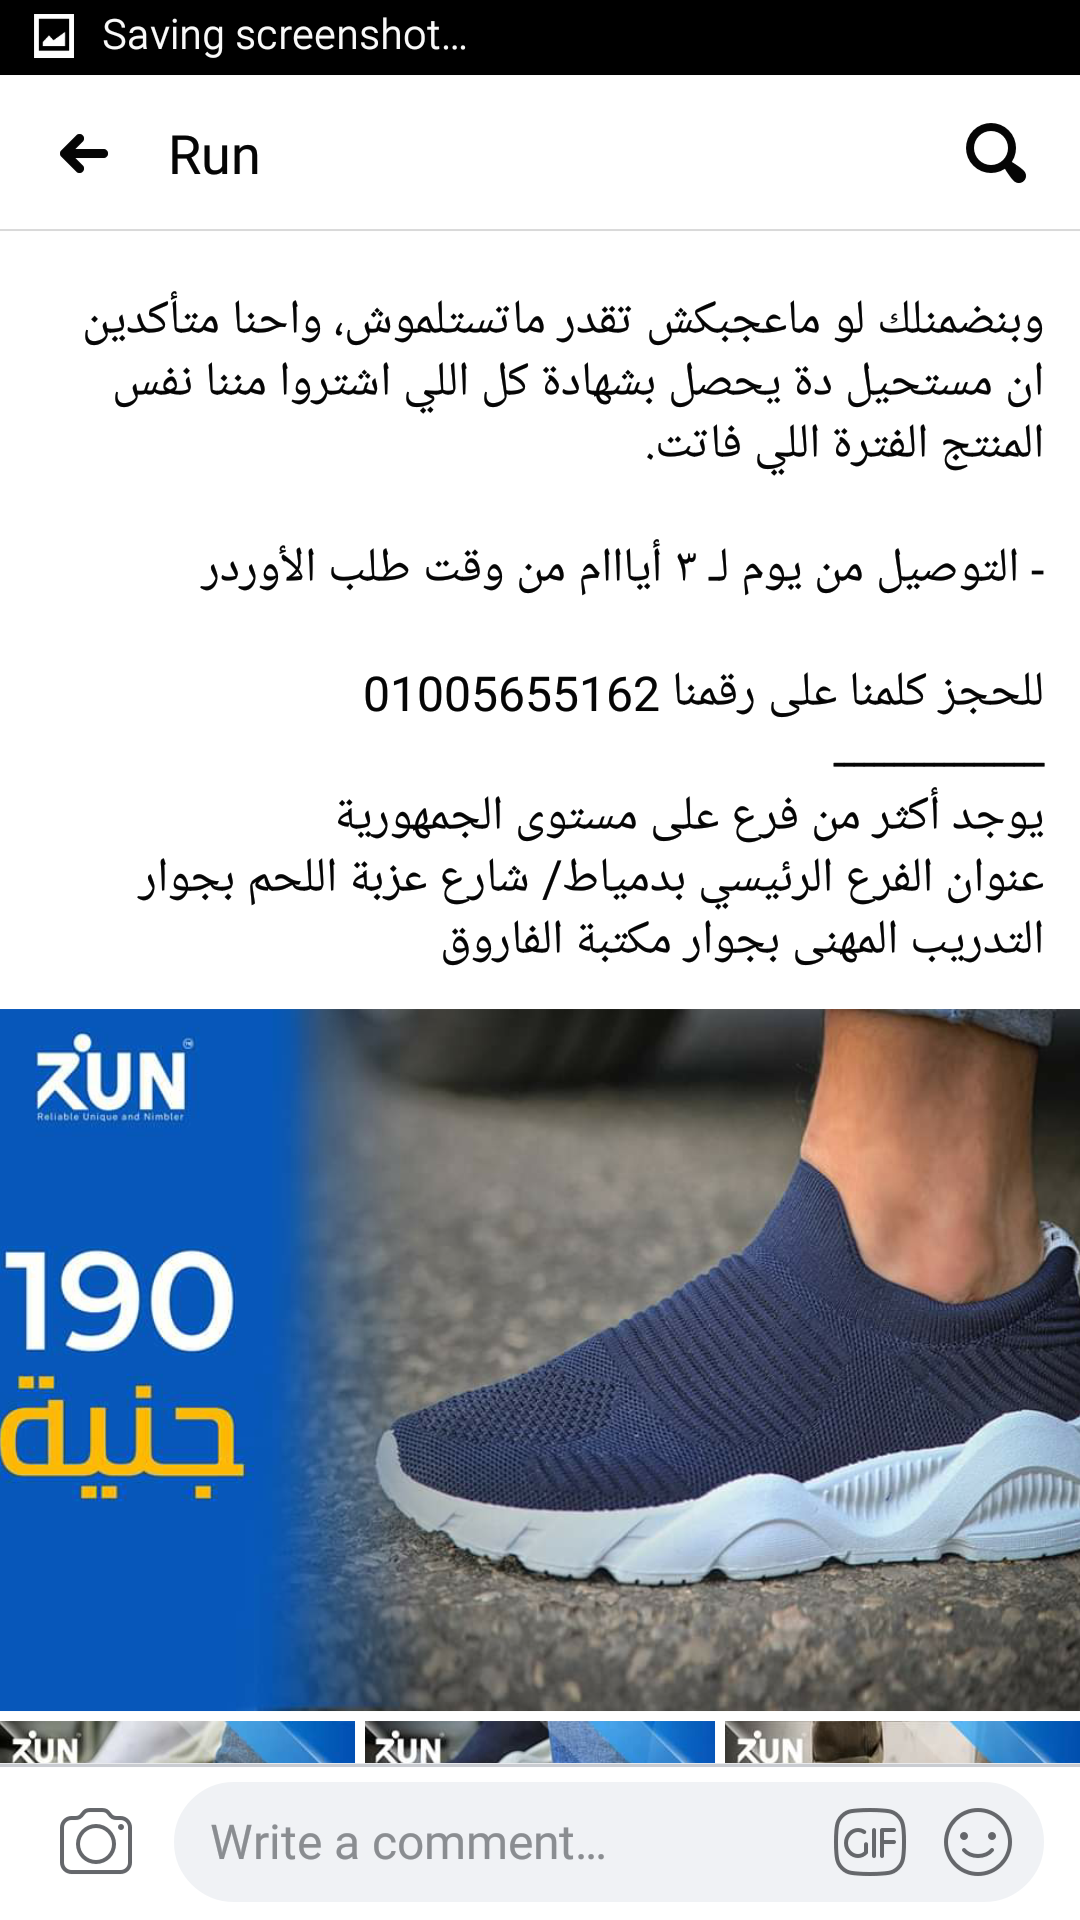 Saving screenshot...
Run
وبنضمنلك لو ماعجبكش تقدر ماتستلموش، واحنا متأكدين
ان مستحيل دة يحصل بشهادة كل اللي اشتروا مننا نفس
المنتج الفترة اللي فاتت.
- التوصيل من يوم لـ ٣ أيااام من وقت طلب الأوردر
للحجز كلمنا على رقمنا 01005655162
ـــــــــــــــــــــ
يوجد أكثر من فرع على مستوى الجمهورية
عنوان الفرع الرئيسي بدمياط/ شارع عزبة اللحم بجوار
التدريب المهنى بجوار مكتبة الفاروق
RUN TM
Reliable Unique and Nimbler
190
جنية
RUN RUN RUN
Write a comment...
GIF